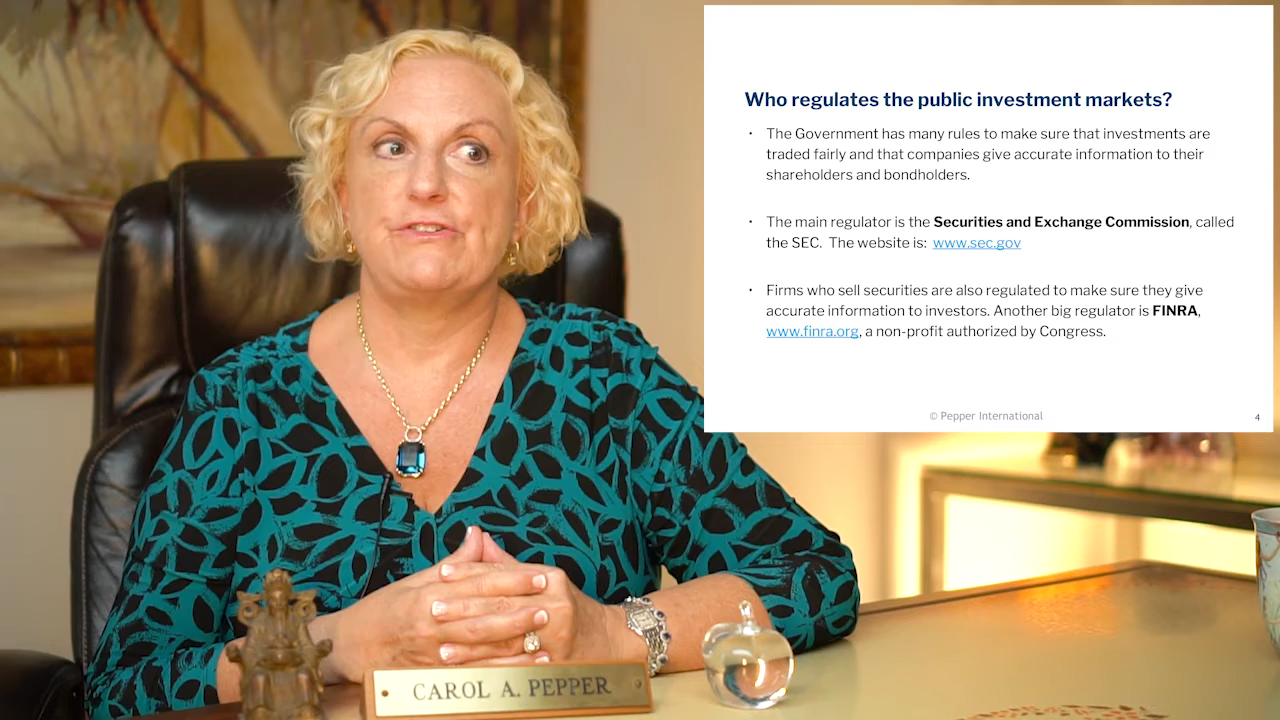 Who regulates the public investment markets?
• The Government has many rules to make sure that investments are
traded fairly and that companies give accurate information to their
shareholders and bondholders.
• The main regulator is the Securities and Exchange Commission, called
the SEC. The website is: www.sec.gov
• Firms who sell securities are also regulated to make sure they give
accurate information to investors. Another big regulator is FINRA,
www.finra.org, a non-profit authorized by Congress.
© Pepper International
4
CAROL A. PEPPER